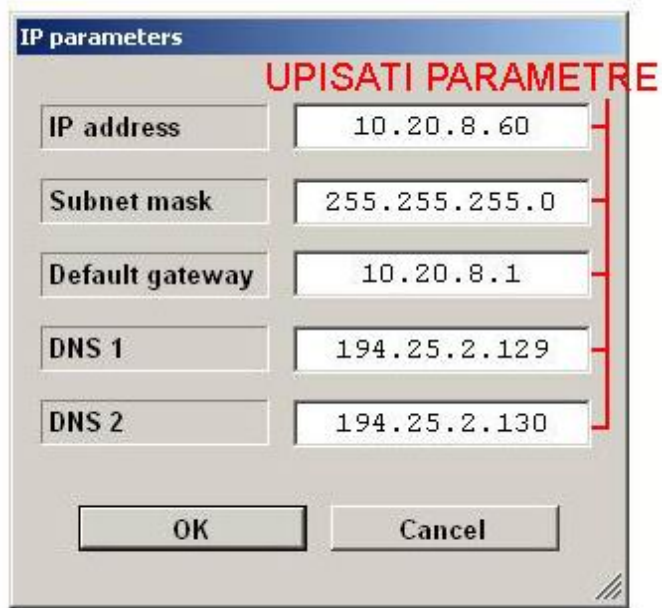 IP parameters
UPISATI PARAMETRE
IP address 10.20.8.60
Subnet mask 255.255.255.0
Default gateway 10.20.8.1
DNS 1 194.25.2.129
DNS 2 194.25.2.130
OK Cancel